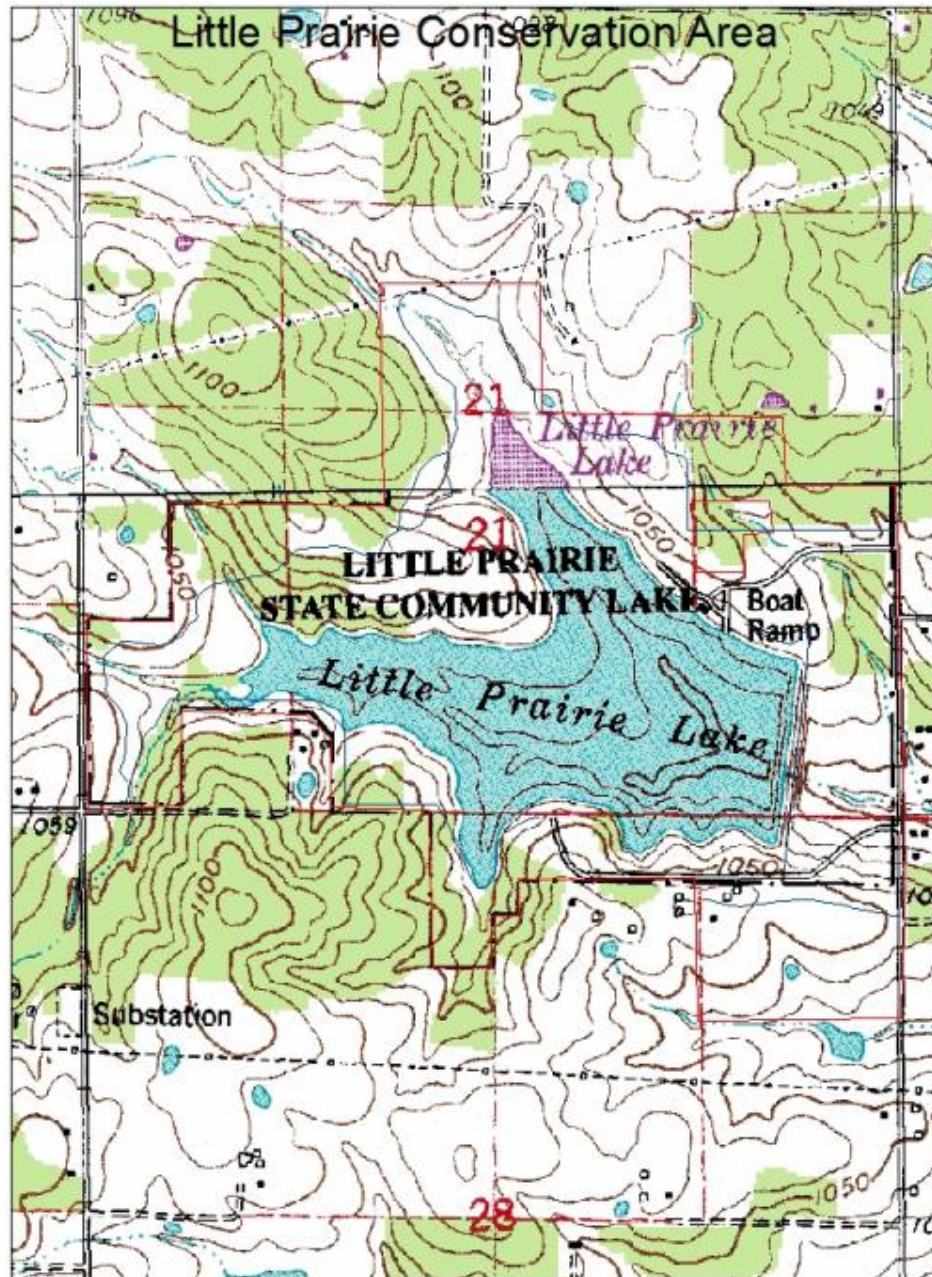 Little Prairie Conservation Area
1100
1043
1100
21
Little Prairie
Lake
1050
21
LITTLE PRAIRIE
STATE COMMUNITY LAKE
1050
Boat
Ramp
Little Prairie Lake
1059
1050
1100
Substation
1050
28